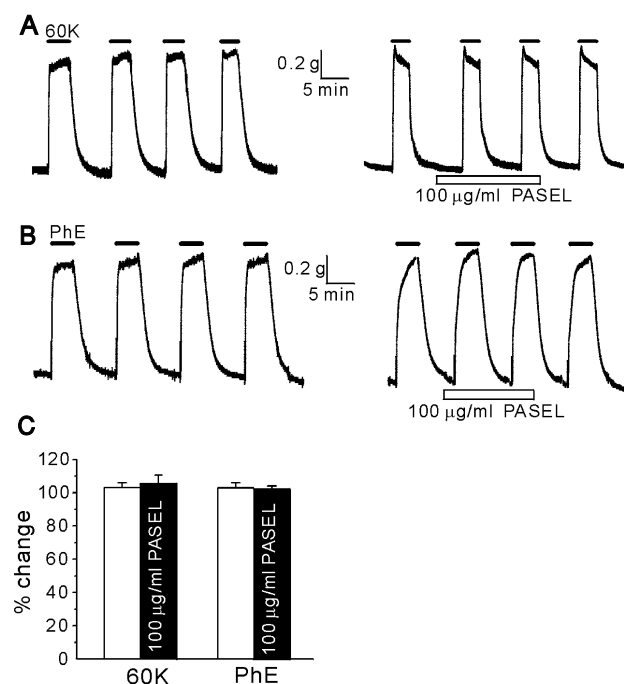 A
60K
0.2 g
5 min
100 μg/ml PASEL
B
PhE
0.2 g
5 min
100 μg/ml PASEL
C
% change
120
100
80
60
40
20
0
100 μg/ml PASEL
100 μg/ml PASEL
60K PhE